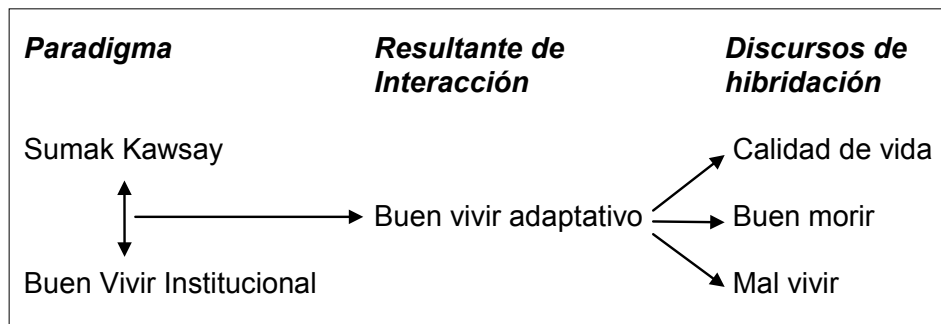 Paradigma
Resultante de
Interacción
Discursos de
hibridación
Sumak Kawsay
Buen Vivir Institucional
Buen vivir adaptativo
Calidad de vida
Buen morir
Mal vivir